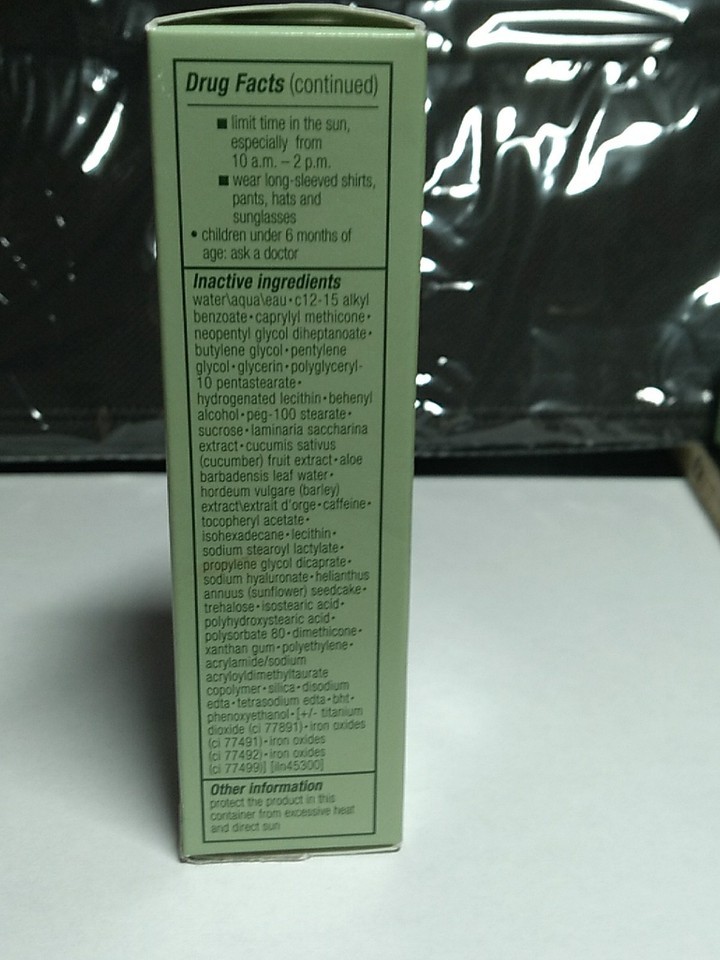 Drug Facts (continued)
■ limit time in the sun,
especially from
10 a.m. – 2 p.m.
■ wear long-sleeved shirts,
pants, hats and
sunglasses
• children under 6 months of
age: ask a doctor
Inactive ingredients
water\aqua\eau • c12-15 alkyl
benzoate • caprylyl methicone •
neopentyl glycol diheptanoate •
butylene glycol • pentylene
glycol • glycerin • polyglyceryl-
10 pentastearate •
hydrogenated lecithin • behenyl
alcohol • peg-100 stearate •
sucrose • laminaria saccharina
extract • cucumis sativus
(cucumber) fruit extract • aloe
barbadensis leaf water •
hordeum vulgare (barley)
extract\extrait d'orge • caffeine •
tocopheryl acetate •
isohexadecane • lecithin •
sodium stearoyl lactylate •
propylene glycol dicaprate •
sodium hyaluronate • helianthus
annuus (sunflower) seedcake •
trehalose • isostearic acid •
polyhydroxystearic acid •
polysorbate 80 • dimethicone •
xanthan gum • polyethylene •
acrylamide/sodium
acryloyldimethyltaurate
copolymer • silica • disodium
edta • tetrasodium edta • bht •
phenoxyethanol • [+/- titanium
dioxide (ci 77891) • iron oxides
(ci 77491) • iron oxides
(ci 77492) • iron oxides
(ci 77499)] [iln45300]
Other information
protect the product in this
container from excessive heat
and direct sun